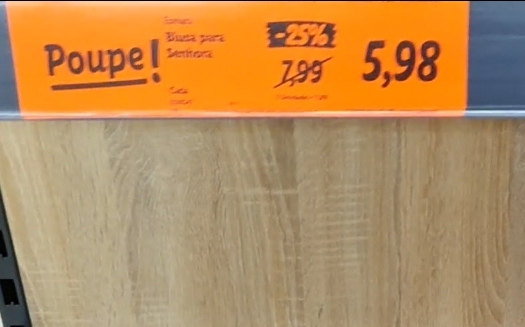 Poupe!
Blusa para
Senhora
-25%
7,99
5,98